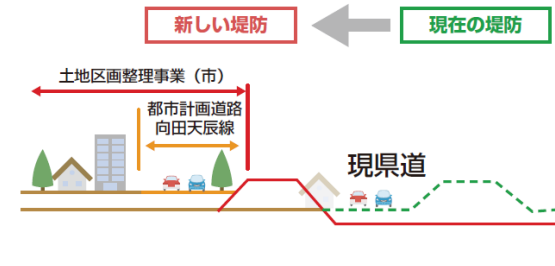 新しい堤防
現在の堤防
土地区画整理事業（市）
都市計画道路
向田天辰線
現県道